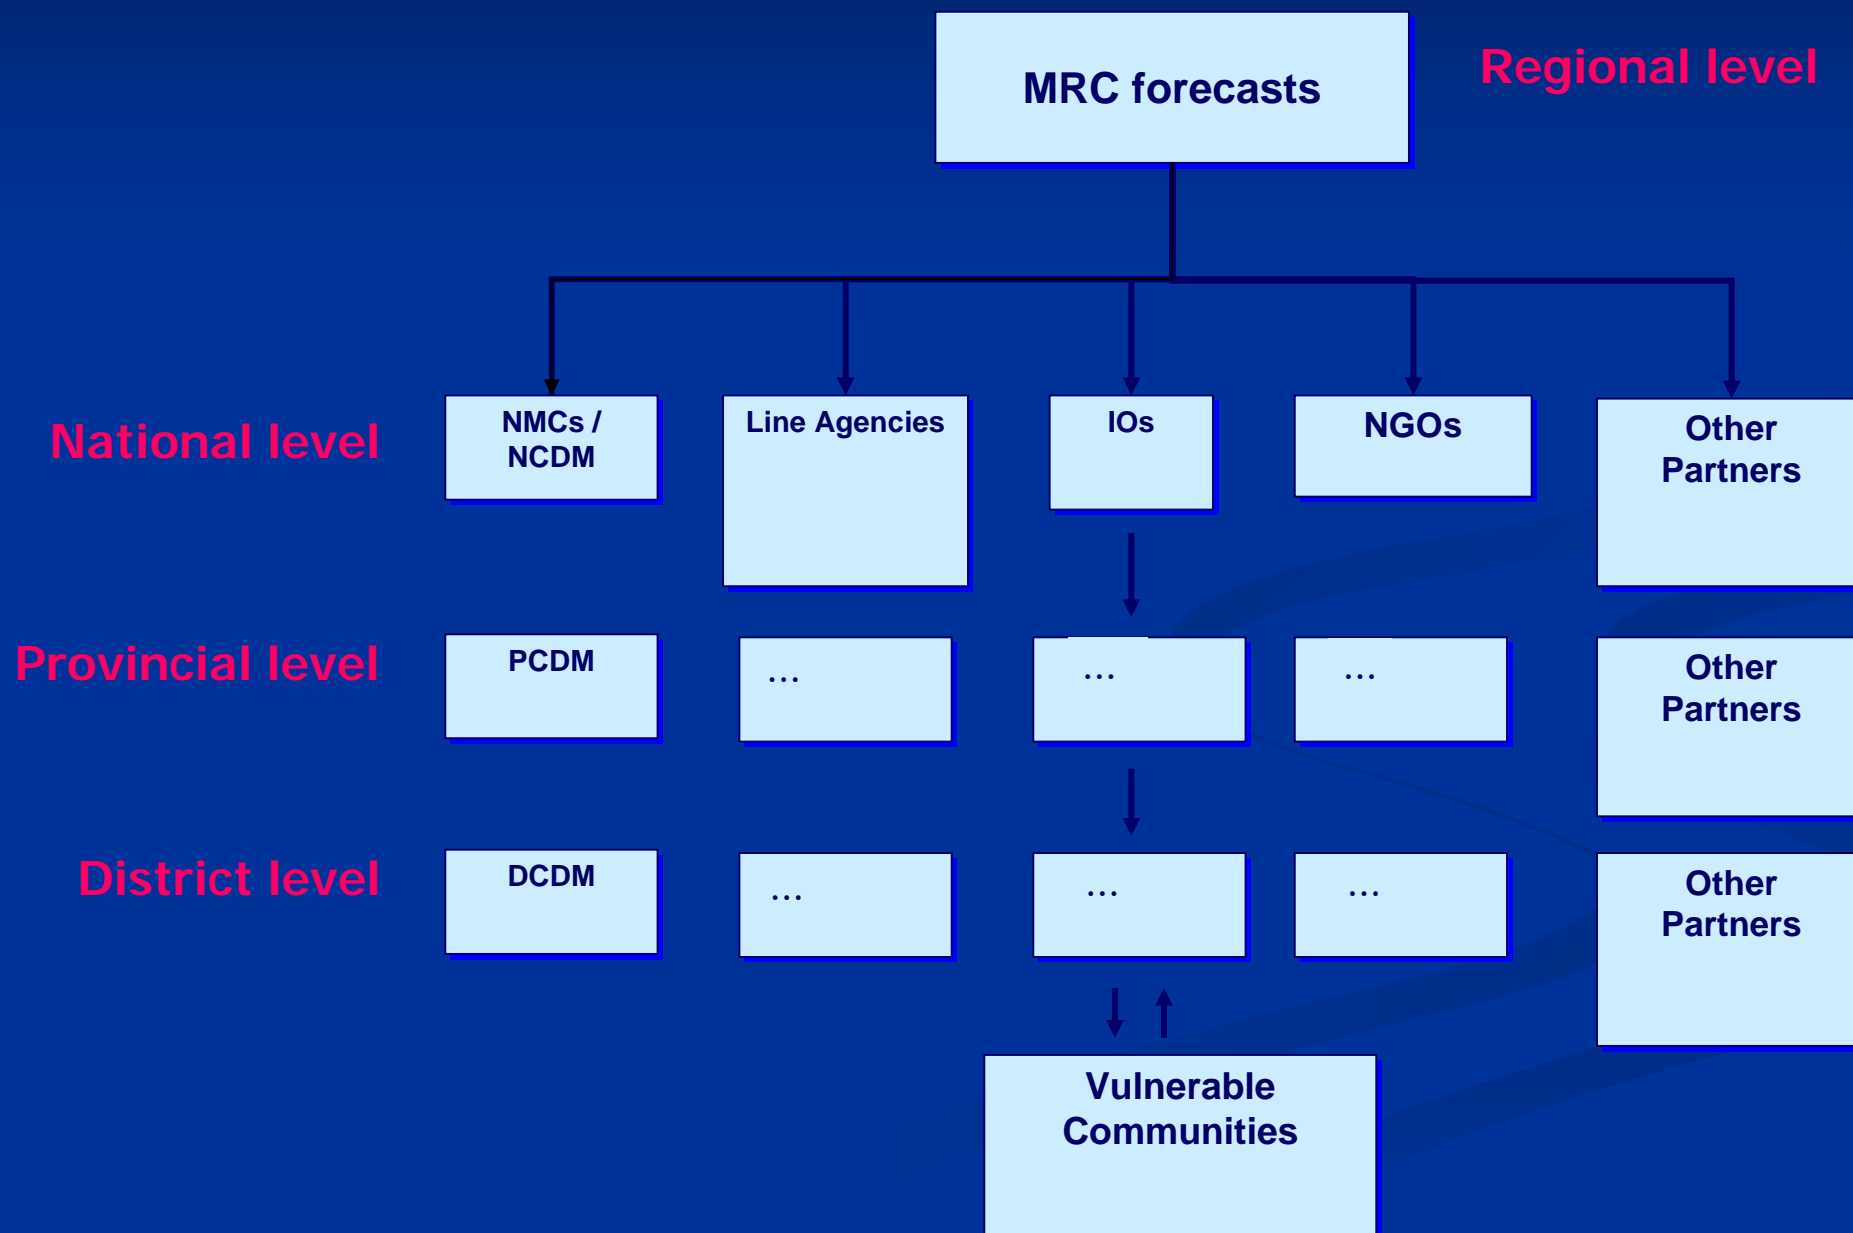 MRC forecasts
Regional level
National level
NMCs /
NCDM
Line Agencies
IOs
NGOs
Other
Partners
Provincial level
PCDM
...
...
...
Other
Partners
District level
DCDM
...
...
...
Other
Partners
Vulnerable
Communities